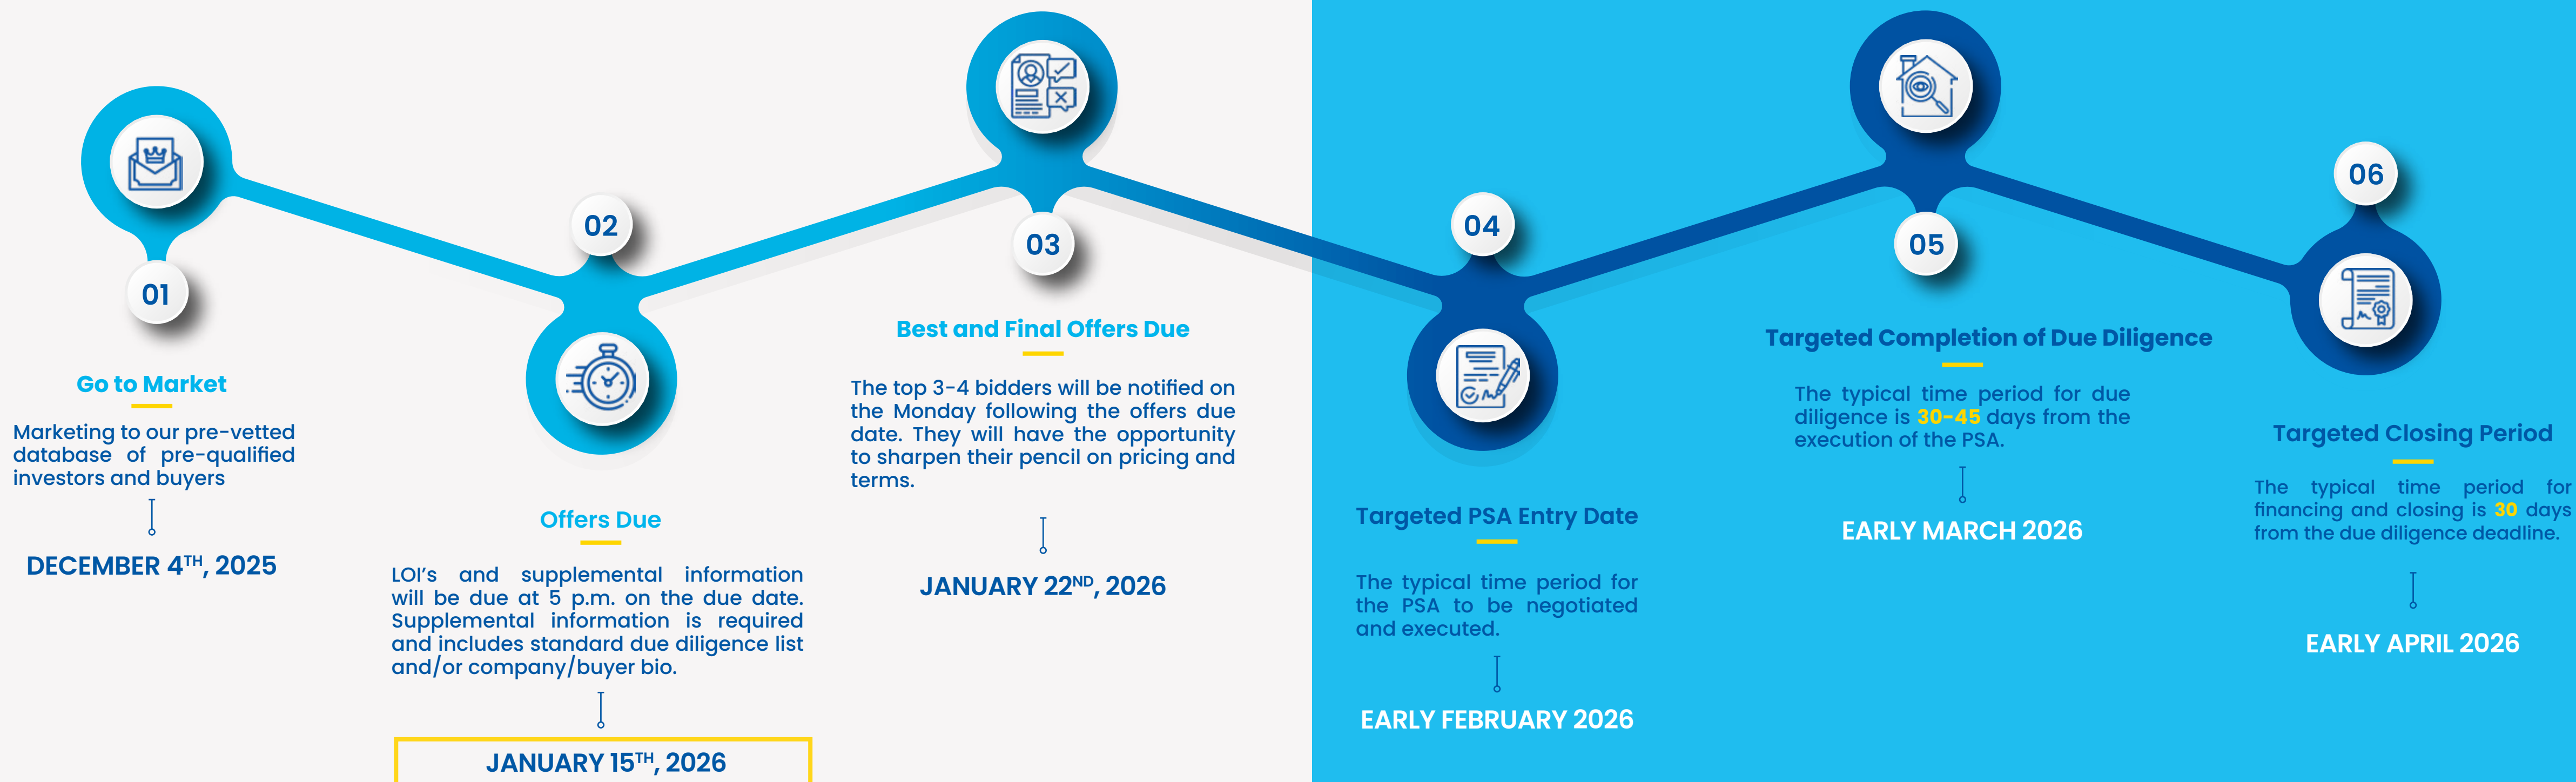 01
Go to Market
Marketing to our pre-vetted
database of pre-qualified
investors and buyers
DECEMBER 4TH, 2025
02
Offers Due
LOI’s and supplemental information
will be due at 5 p.m. on the due date.
Supplemental information is required
and includes standard due diligence list
and/or company/buyer bio.
JANUARY 15TH, 2026
03
Best and Final Offers Due
The top 3-4 bidders will be notified on
the Monday following the offers due
date. They will have the opportunity
to sharpen their pencil on pricing and
terms.
JANUARY 22ND, 2026
04
Targeted PSA Entry Date
The typical time period for
the PSA to be negotiated
and executed.
EARLY FEBRUARY 2026
05
Targeted Completion of Due Diligence
The typical time period for due
diligence is 30-45 days from the
execution of the PSA.
EARLY MARCH 2026
06
Targeted Closing Period
The typical time period for
financing and closing is 30 days
from the due diligence deadline.
EARLY APRIL 2026